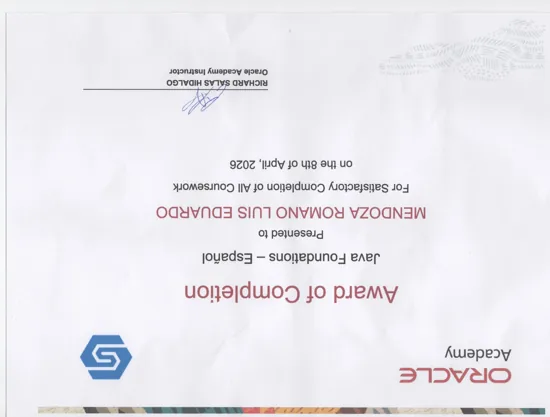 ORACLE
Academy
Award of Completion
Java Foundations – Español
Presented to
MENDOZA ROMANO LUIS EDUARDO
For Satisfactory Completion of All Coursework
on the 8th of April, 2026
RICHARD SALAS HIDALGO
Oracle Academy Instructor